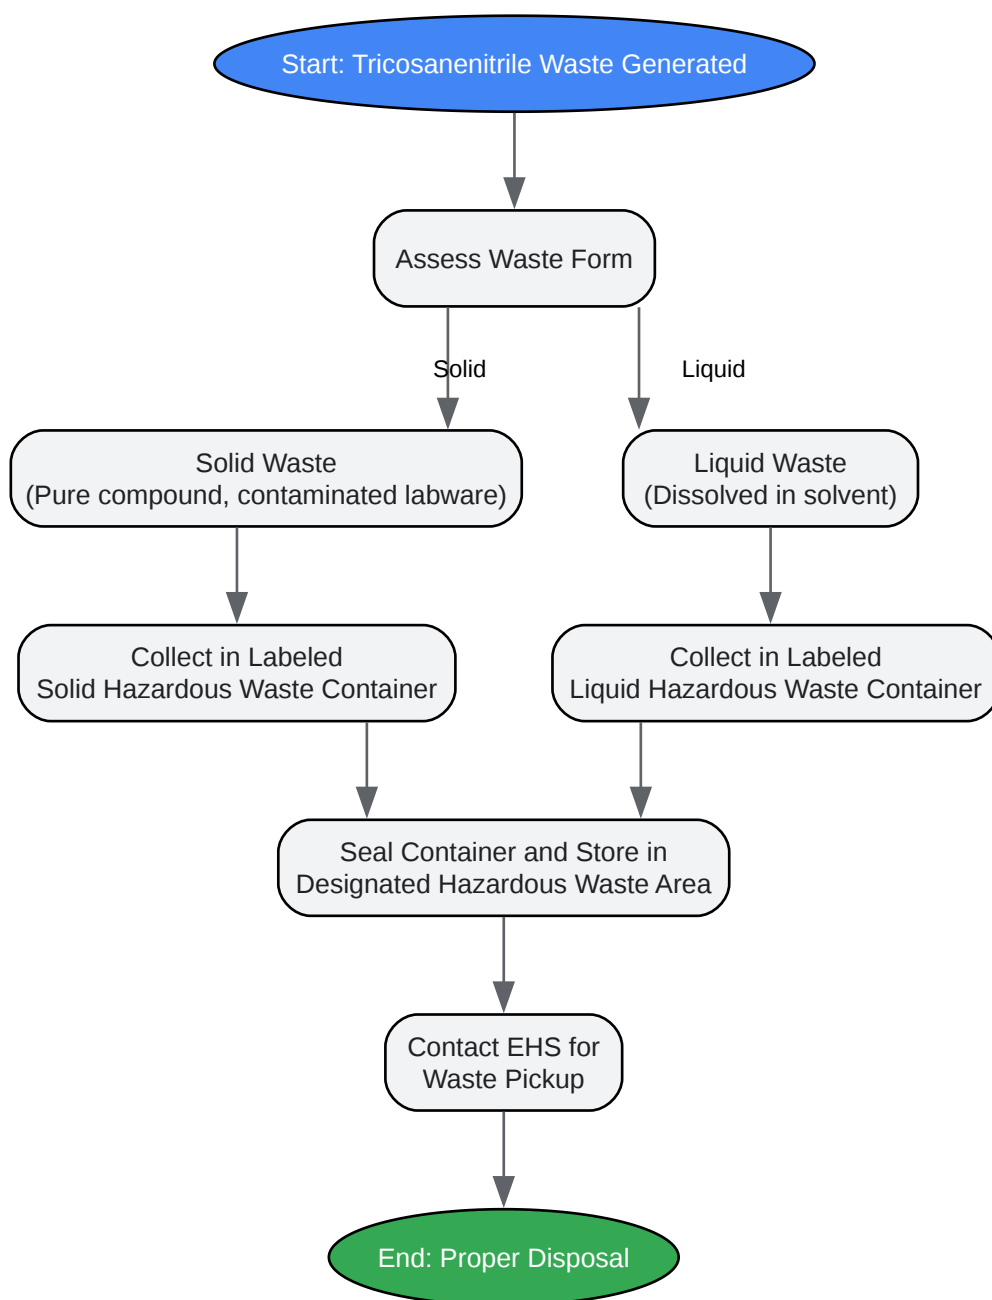 Start: Tricosanenitrile Waste Generated
Assess Waste Form
Solid
Liquid
Solid Waste
(Pure compound, contaminated labware)
Liquid Waste
(Dissolved in solvent)
Collect in Labeled
Solid Hazardous Waste Container
Collect in Labeled
Liquid Hazardous Waste Container
Seal Container and Store in
Designated Hazardous Waste Area
Contact EHS for
Waste Pickup
End: Proper Disposal